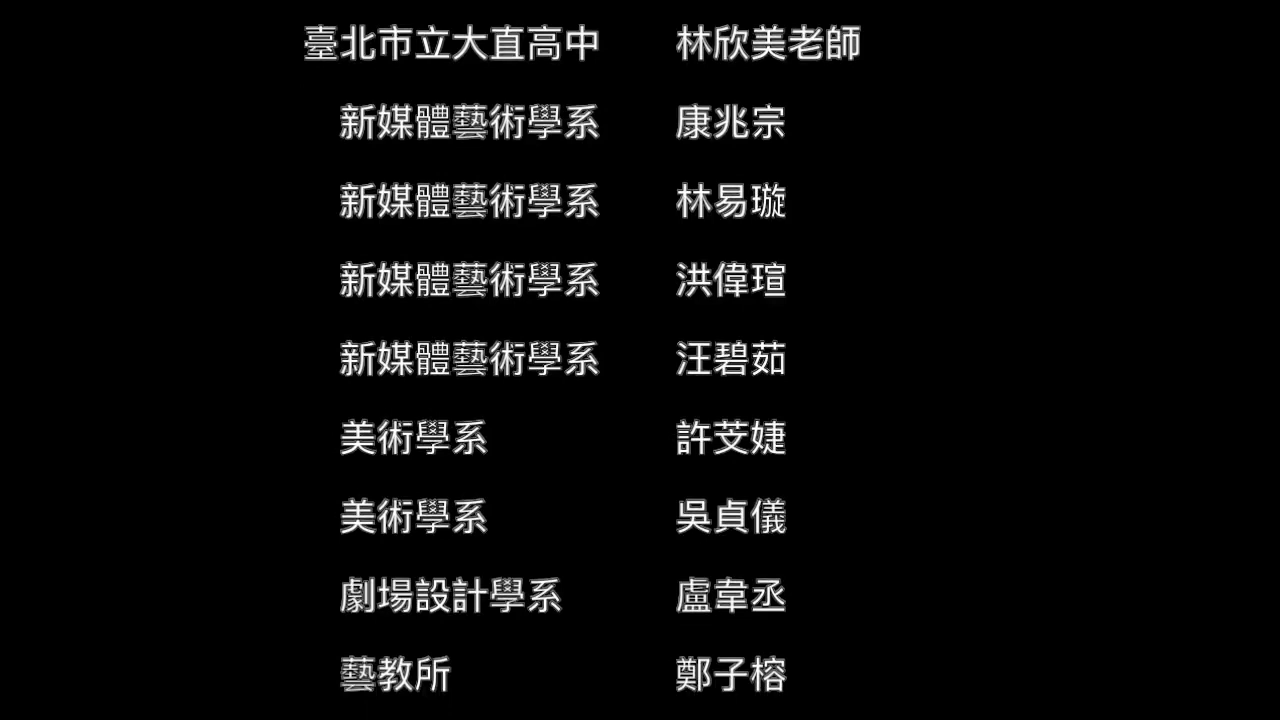 臺北市立大直高中 林欣美老師
新媒體藝術學系 康兆宗
新媒體藝術學系 林易璇
新媒體藝術學系 洪偉瑄
新媒體藝術學系 汪碧茹
美術學系 許芠婕
美術學系 吳貞儀
劇場設計學系 盧韋丞
藝教所 鄭子榕